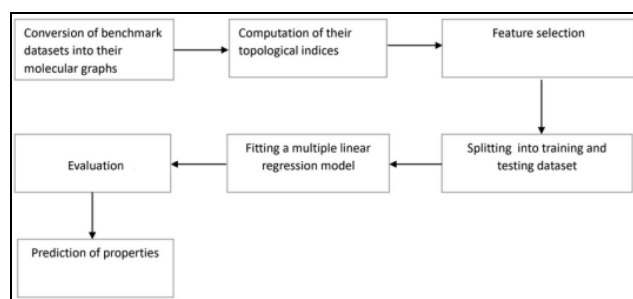 Conversion of benchmark
datasets into their
molecular graphs
Computation of their
topological indices
Feature selection
Splitting into training and
testing dataset
Fitting a multiple linear
regression model
Evaluation
Prediction of properties